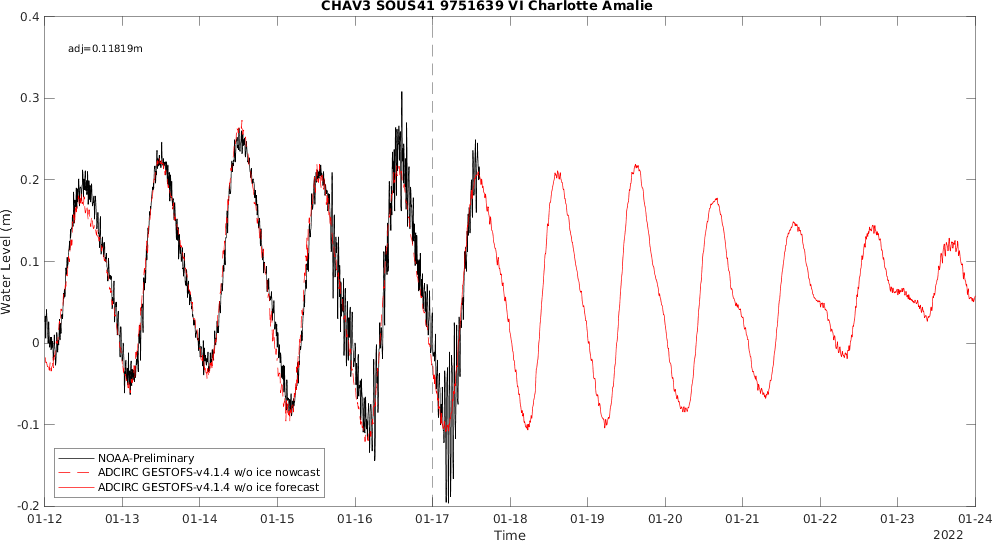 CHAV3 SOUS41 9751639 VI Charlotte Amalie
adj=0.11819m
0.4
0.3
0.2
0.1
0
-0.1
-0.2
Water Level (m)
NOAA-Preliminary
ADCIRC GESTOFS-v4.1.4 w/o ice nowcast
ADCIRC GESTOFS-v4.1.4 w/o ice forecast
01-12 01-13 01-14 01-15 01-16 01-17 01-18 01-19 01-20 01-21 01-22 01-23 01-24
Time
2022